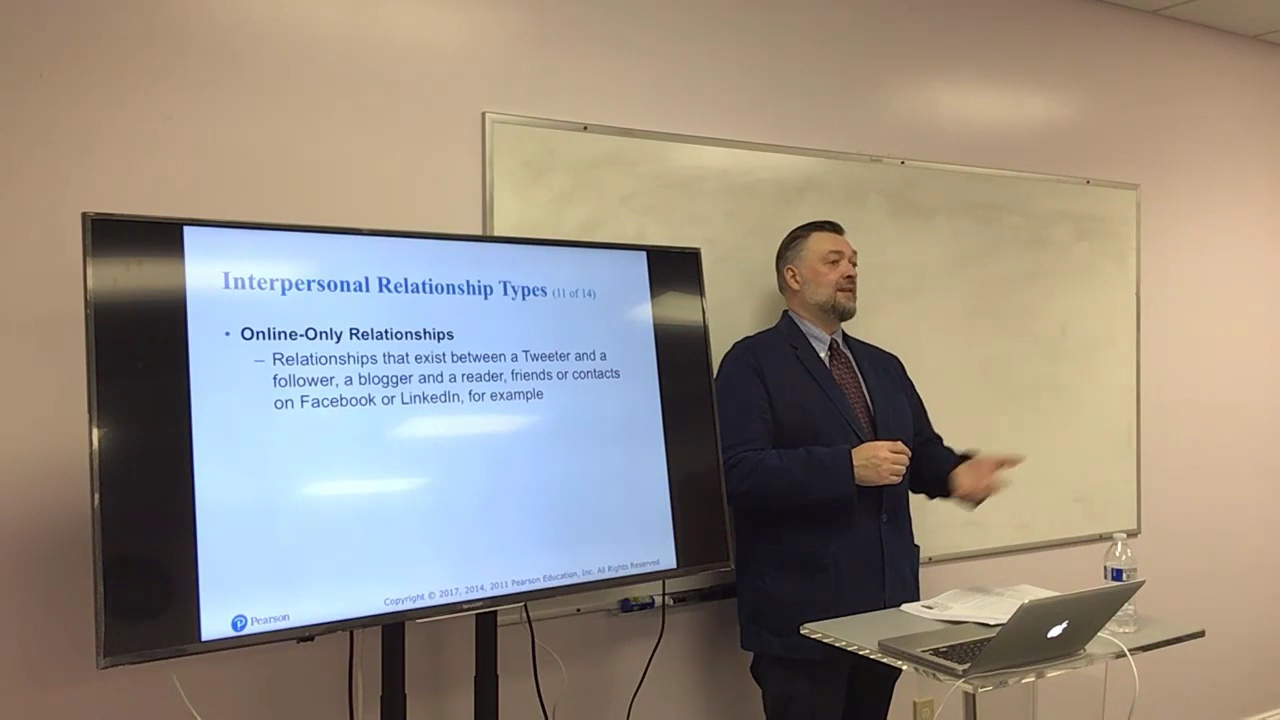 Interpersonal Relationship Types (11 of 14)
• Online-Only Relationships
– Relationships that exist between a Tweeter and a
follower, a blogger and a reader, friends or contacts
on Facebook or LinkedIn, for example
Copyright © 2017, 2014, 2011 Pearson Education, Inc. All Rights Reserved
Pearson